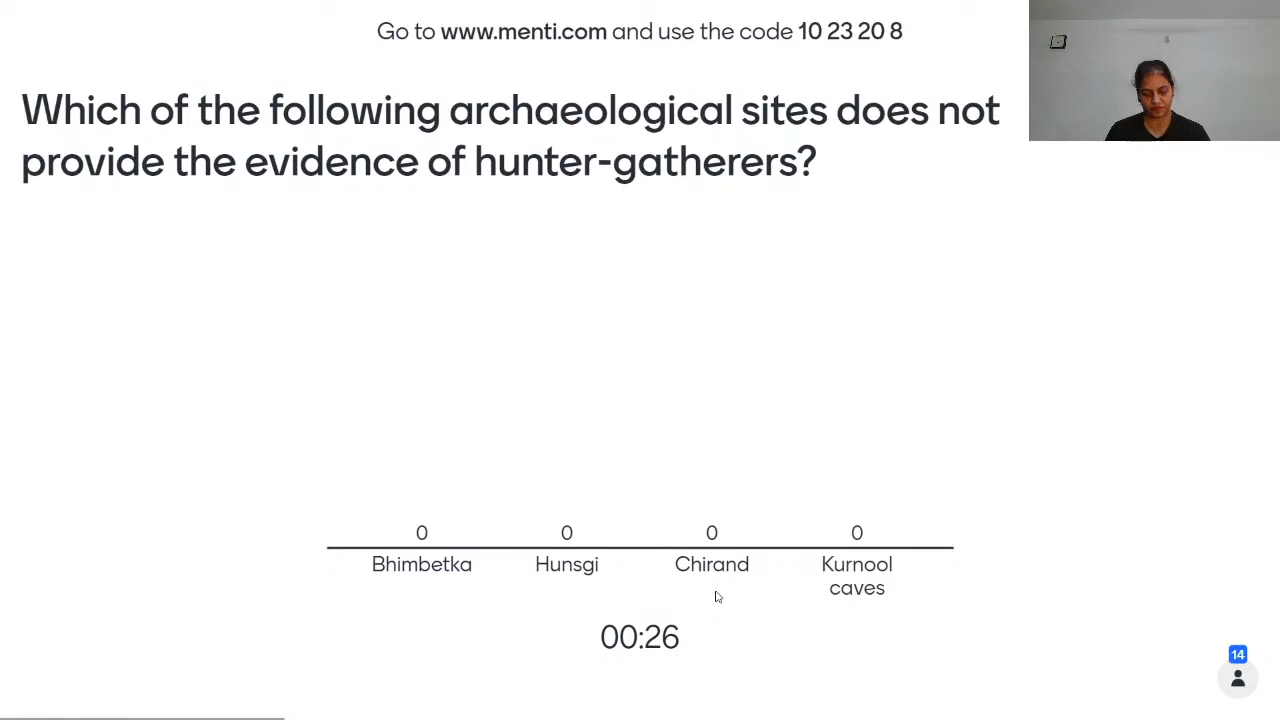 Go to www.menti.com and use the code 10 23 20 8
Which of the following archaeological sites does not
provide the evidence of hunter-gatherers?
0 0 0 0
Bhimbetka Hunsgi Chirand Kurnool
caves
00:26
14